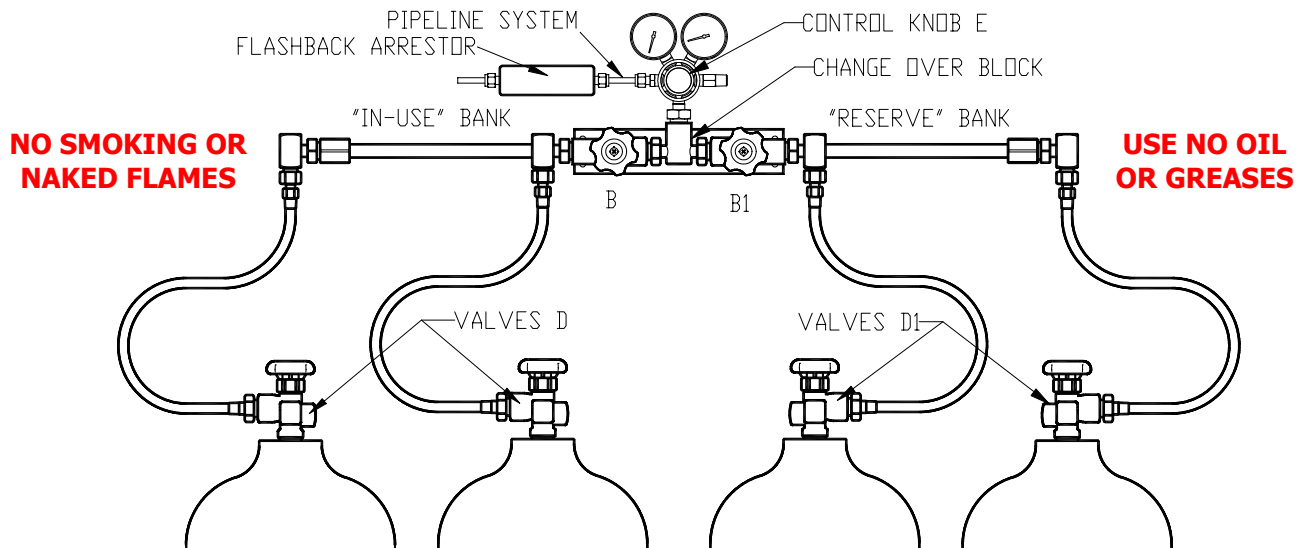 PIPELINE SYSTEM
FLASHBACK ARRESTOR
CONTROL KNOB E
CHANGE OVER BLOCK
"IN-USE" BANK
"RESERVE" BANK
NO SMOKING OR
NAKED FLAMES
USE NO OIL
OR GREASES
B
B1
VALVES D
VALVES D1